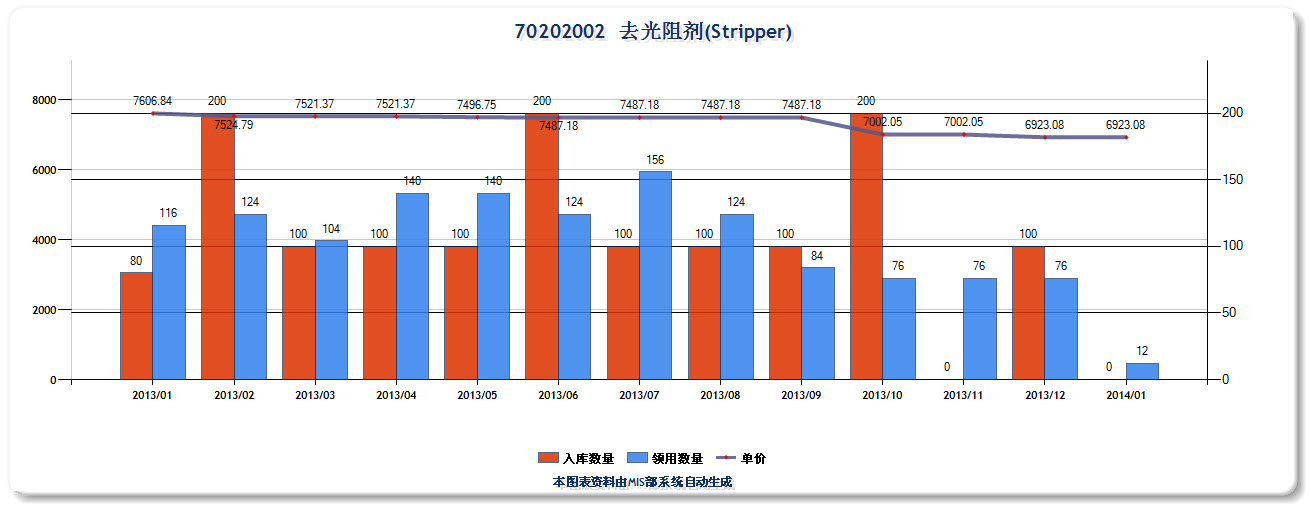 70202002 去光阻剂(Stripper)
7606.84 200 7521.37 7521.37 7496.75 200 7487.18 7487.18 7487.18 200 7002.05 6923.08 6923.08
8000 7524.79 7487.18 7002.05 200
6000 116 124 100 104 100 140 100 140 124 100 156 100 124 100 84 76 76 100 76 150
4000 80 100
2000 0 0 12 50
0 0
2013/01 2013/02 2013/03 2013/04 2013/05 2013/06 2013/07 2013/08 2013/09 2013/10 2013/11 2013/12 2014/01
入库数量 领用数量 单价
本图表资料由MIS部系统自动生成